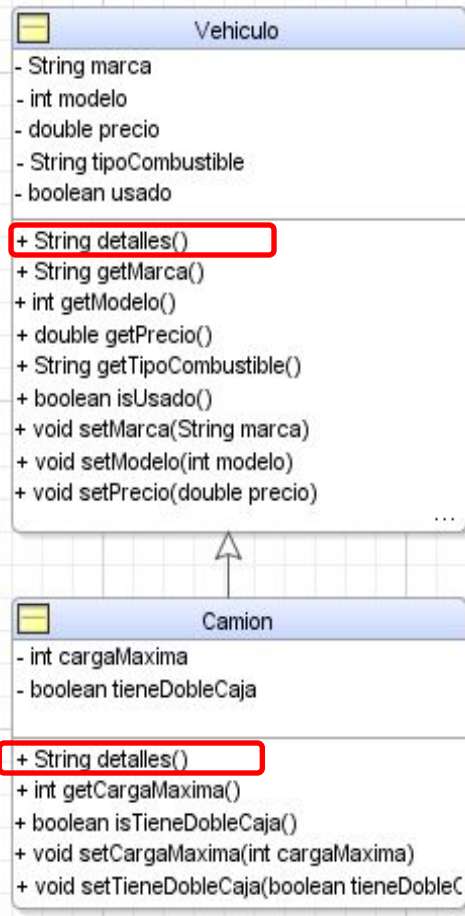 Vehiculo
- String marca
- int modelo
- double precio
- String tipoCombustible
- boolean usado
+ String detalles()
+ String getMarca()
+ int getModelo()
+ double getPrecio()
+ String getTipoCombustible()
+ boolean isUsado()
+ void setMarca(String marca)
+ void setModelo(int modelo)
+ void setPrecio(double precio)
...
Camion
- int cargaMaxima
- boolean tieneDobleCaja
+ String detalles()
+ int getCargaMaxima()
+ boolean isTieneDobleCaja()
+ void setCargaMaxima(int cargaMaxima)
+ void setTieneDobleCaja(boolean tieneDobleC